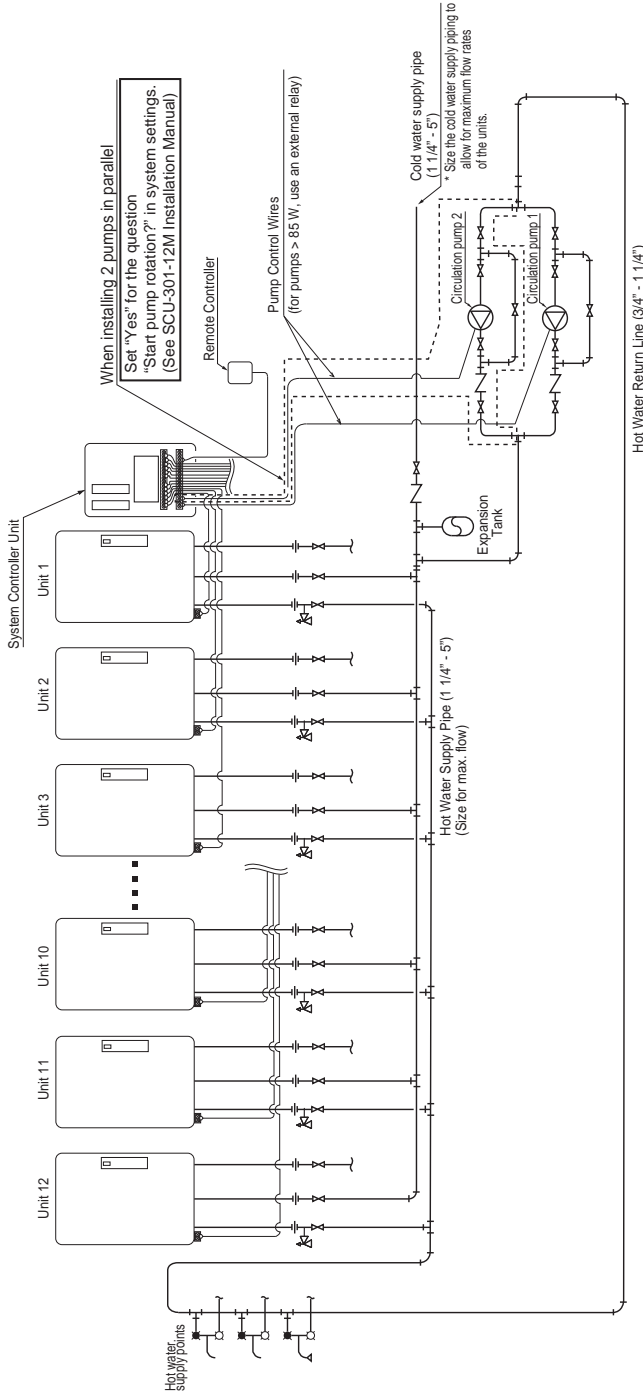 System Controller Unit
When installing 2 pumps in parallel
Set “Yes” for the question
“Start pump rotation?” in system settings.
(See SCU-301-12M Installation Manual)
Remote Controller
Pump Control Wires
(for pumps > 85 W, use an external relay)
Unit 12
Unit 11
Unit 10
Unit 3
Unit 2
Unit 1
Cold water supply pipe
(1 1/4" - 5")
* Size the cold water supply piping to
allow for maximum flow rates
of the units.
Circulation pump 2
Circulation pump 1
Expansion
Tank
Hot Water Supply Pipe (1 1/4" - 5")
(Size for max. flow)
Hot water
supply points
Hot Water Return Line (3/4" - 1 1/4")